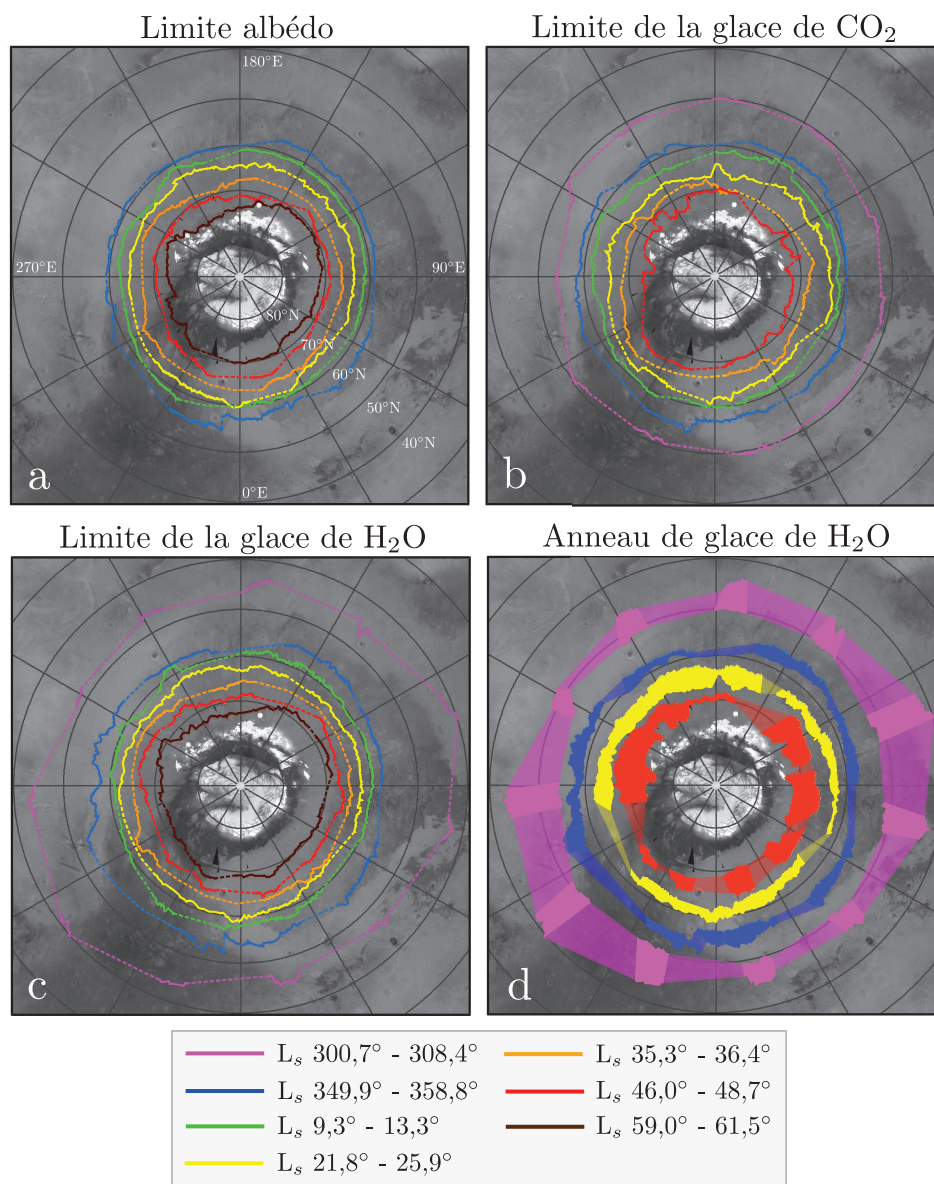 Limite albédo
Limite de la glace de CO₂
180°E
270°E
90°E
80°N
70°N
60°N
50°N
40°N
0°E
a
b
Limite de la glace de H₂O
Anneau de glace de H₂O
c
d
Lₛ 300,7° - 308,4°
Lₛ 35,3° - 36,4°
Lₛ 349,9° - 358,8°
Lₛ 46,0° - 48,7°
Lₛ 9,3° - 13,3°
Lₛ 59,0° - 61,5°
Lₛ 21,8° - 25,9°